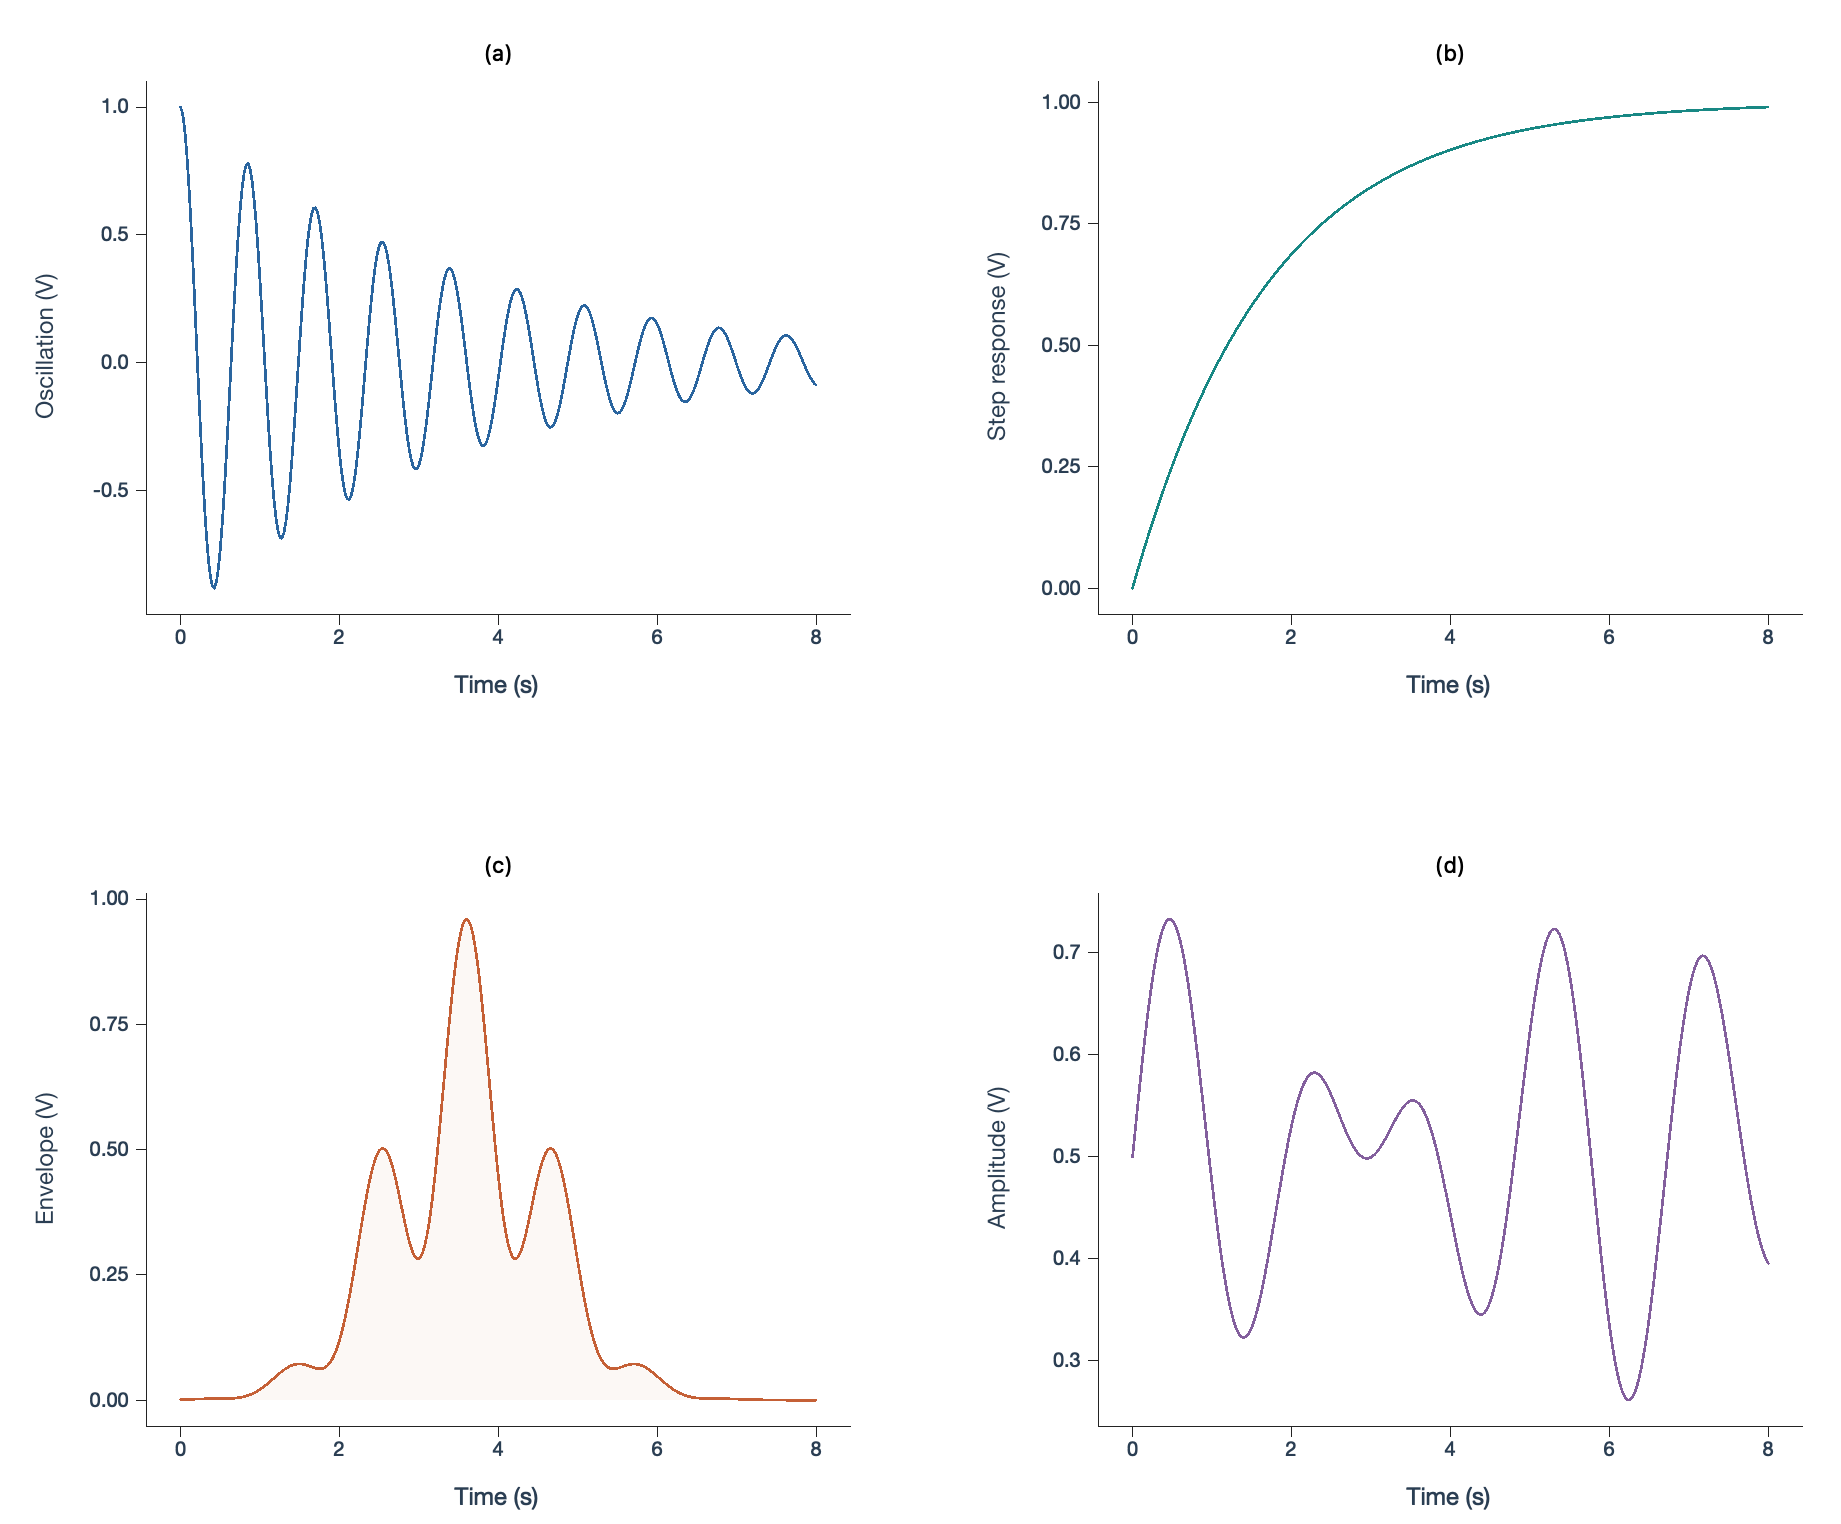 (a)
1.0
0.5
0.0
-0.5
Oscillation (V)
0 2 4 6 8
Time (s)
(b)
1.00
0.75
0.50
0.25
0.00
Step response (V)
0 2 4 6 8
Time (s)
(c)
1.00
0.75
0.50
0.25
0.00
Envelope (V)
0 2 4 6 8
Time (s)
(d)
0.7
0.6
0.5
0.4
0.3
Amplitude (V)
0 2 4 6 8
Time (s)